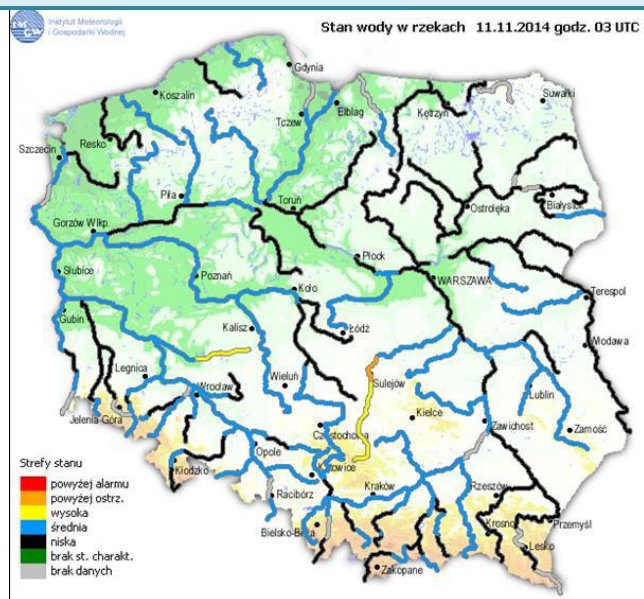 Instytut Meteorologii
i Gospodarki Wodnej
Stan wody w rzekach 11.11.2014 godz. 03 UTC
Gdynia
Koszalin
Suwałki
Kętrzyn
Elbląg
Tczew
Resko
Szczecin
Piła
Toruń
Ostrołęka
Białystok
Gorzów Wlkp.
Płock
WARSZAWA
Słubice
Poznań
Koło
Terespol
Gubin
Kalisz
Łódź
Włodawa
Legnica
Wieluń
Sulejów
Lublin
Wrocław
Jelenia Góra
Kielce
Zawichost
Zamość
Częstochowa
Opole
Kłodzko
Katowice
Racibórz
Kraków
Rzeszów
Bielsko-Biała
Krosno
Przemyśl
Lesko
Zakopane
Strefy stanu
powyżej alarmu
powyżej ostrz.
wysoka
średnia
niska
brak st. charakt.
brak danych